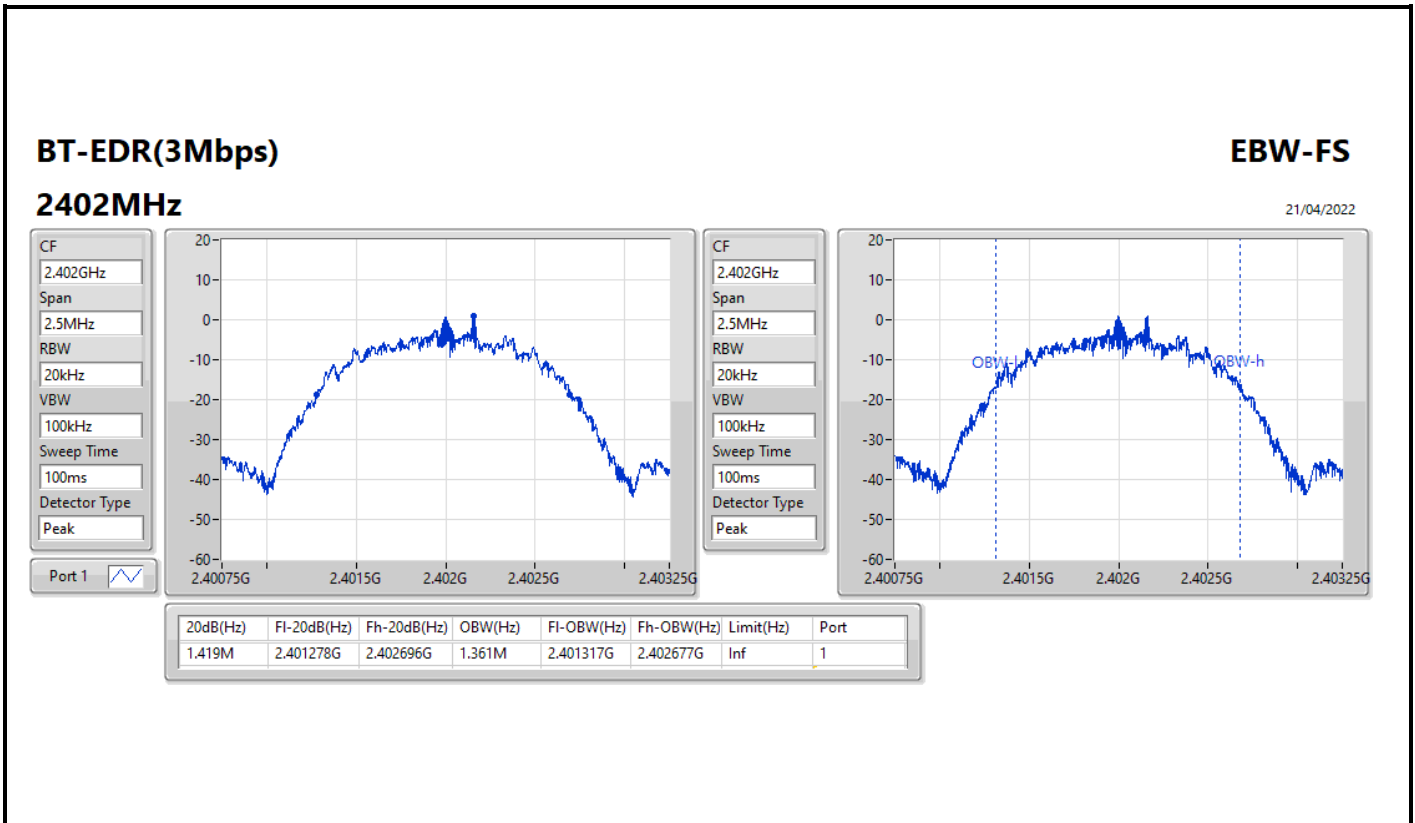 BT-EDR(3Mbps)
EBW-FS
2402MHz
21/04/2022
CF
2.402GHz
Span
2.5MHz
RBW
20kHz
VBW
100kHz
Sweep Time
100ms
Detector Type
Peak
Port 1
20
10
0
-10
-20
-30
-40
-50
-60
2.40075G 2.4015G 2.402G 2.4025G 2.40325G
CF
2.402GHz
Span
2.5MHz
RBW
20kHz
VBW
100kHz
Sweep Time
100ms
Detector Type
Peak
20
10
0
-10
-20
-30
-40
-50
-60
OBW-l OBW-h
2.40075G 2.4015G 2.402G 2.4025G 2.40325G
20dB(Hz) Fl-20dB(Hz) Fh-20dB(Hz) OBW(Hz) Fl-OBW(Hz) Fh-OBW(Hz) Limit(Hz) Port
1.419M 2.401278G 2.402696G 1.361M 2.401317G 2.402677G Inf 1